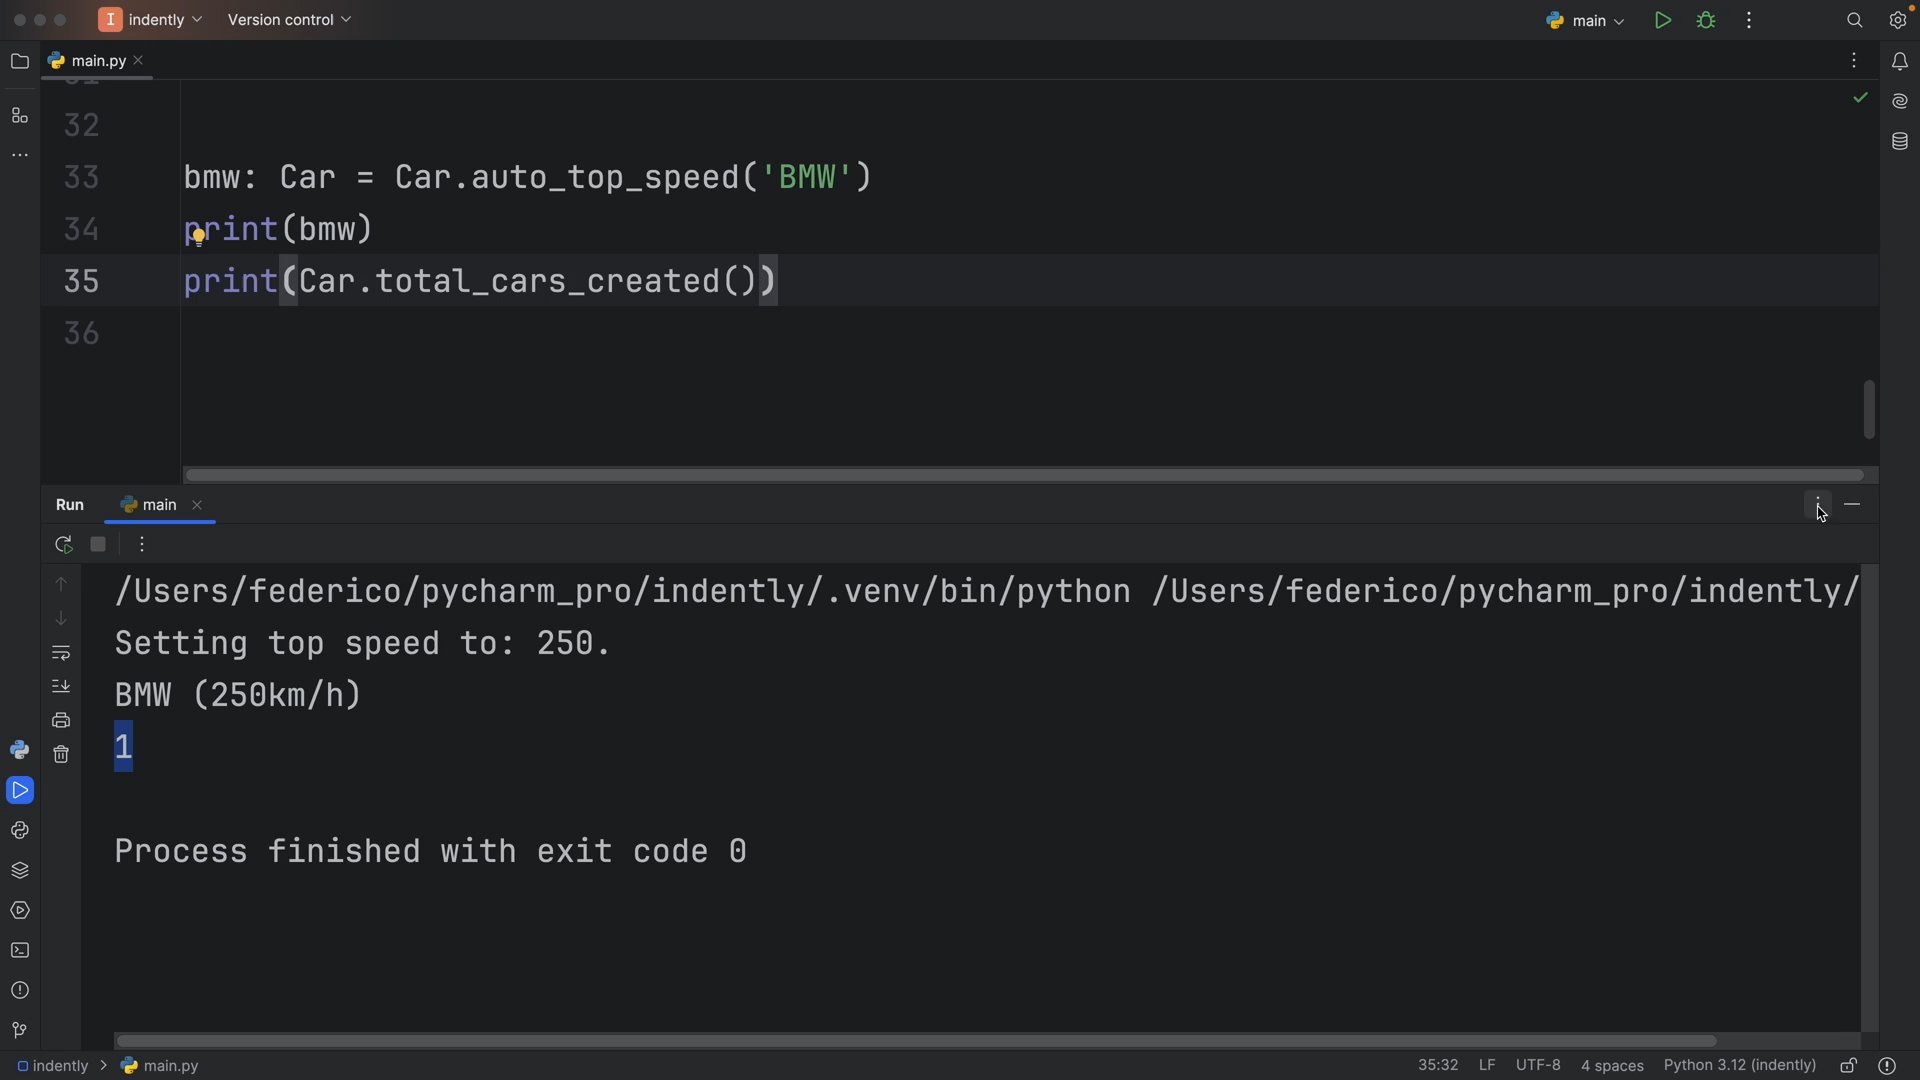 I indently Version control main
main.py
32
33 bmw: Car = Car.auto_top_speed('BMW')
34 print(bmw)
35 print(Car.total_cars_created())
36
Run main
/Users/federico/pycharm_pro/indently/.venv/bin/python /Users/federico/pycharm_pro/indently/
Setting top speed to: 250.
BMW (250km/h)
1
Process finished with exit code 0
indently > main.py 35:32 LF UTF-8 4 spaces Python 3.12 (indently)